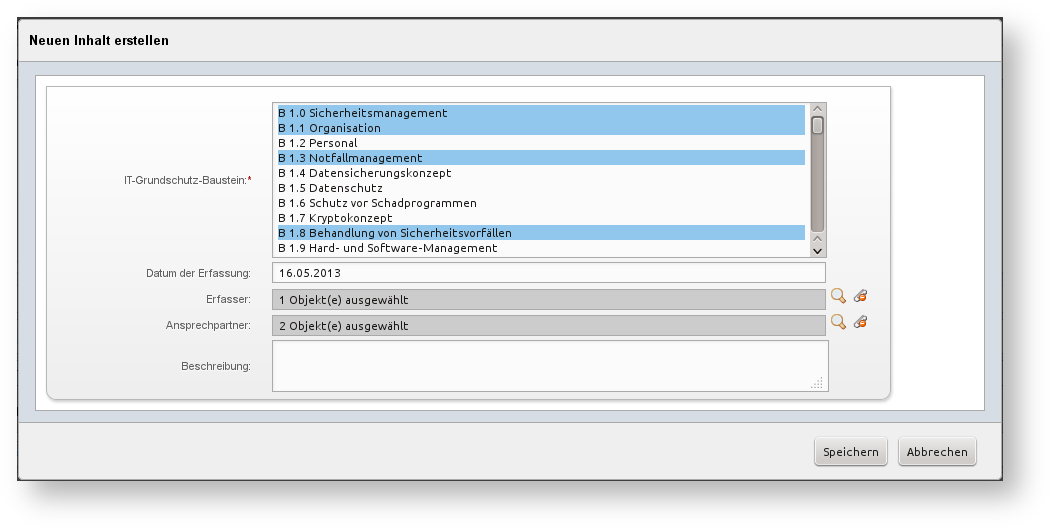 Neuen Inhalt erstellen
IT-Grundschutz-Baustein:*
B 1.0 Sicherheitsmanagement
B 1.1 Organisation
B 1.2 Personal
B 1.3 Notfallmanagement
B 1.4 Datensicherungskonzept
B 1.5 Datenschutz
B 1.6 Schutz vor Schadprogrammen
B 1.7 Kryptokonzept
B 1.8 Behandlung von Sicherheitsvorfällen
B 1.9 Hard- und Software-Management
Datum der Erfassung: 16.05.2013
Erfasser: 1 Objekt(e) ausgewählt
Ansprechpartner: 2 Objekt(e) ausgewählt
Beschreibung:
Speichern Abbrechen